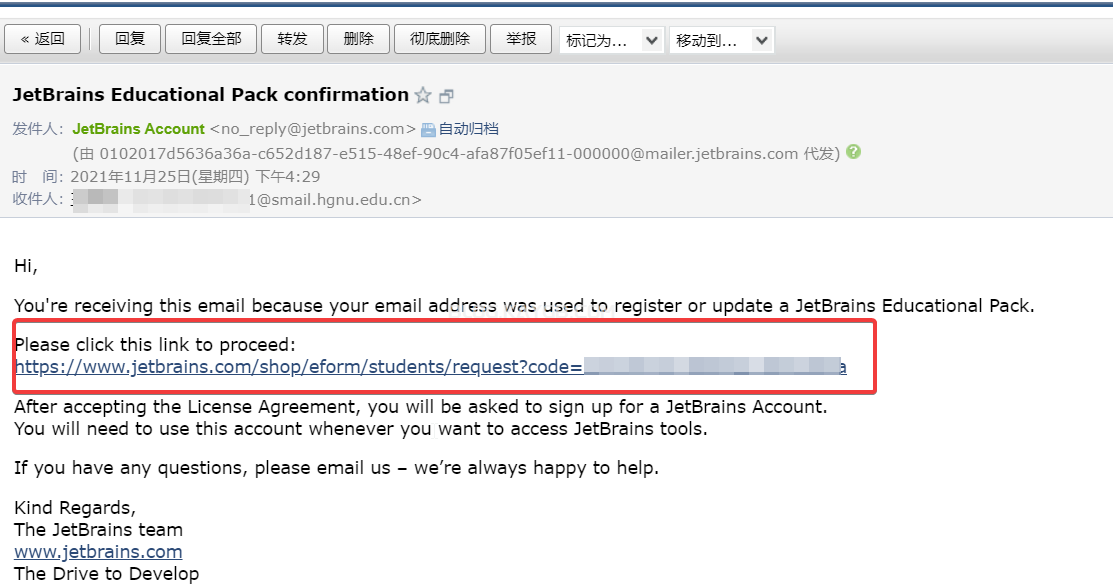 « 返回 回复 回复全部 转发 删除 彻底删除 举报 标记为... 移动到...
JetBrains Educational Pack confirmation
发件人: JetBrains Account <no_reply@jetbrains.com> 自动归档
(由 0102017d5636a36a-c652d187-e515-48ef-90c4-afa87f05ef11-000000@mailer.jetbrains.com 代发) ?
时 间: 2021年11月25日(星期四) 下午4:29
收件人: 1@smail.hgnu.edu.cn>
Hi,
You're receiving this email because your email address was used to register or update a JetBrains Educational Pack.
Please click this link to proceed:
https://www.jetbrains.com/shop/eform/students/request?code= a
After accepting the License Agreement, you will be asked to sign up for a JetBrains Account.
You will need to use this account whenever you want to access JetBrains tools.
If you have any questions, please email us – we’re always happy to help.
Kind Regards,
The JetBrains team
www.jetbrains.com
The Drive to Develop